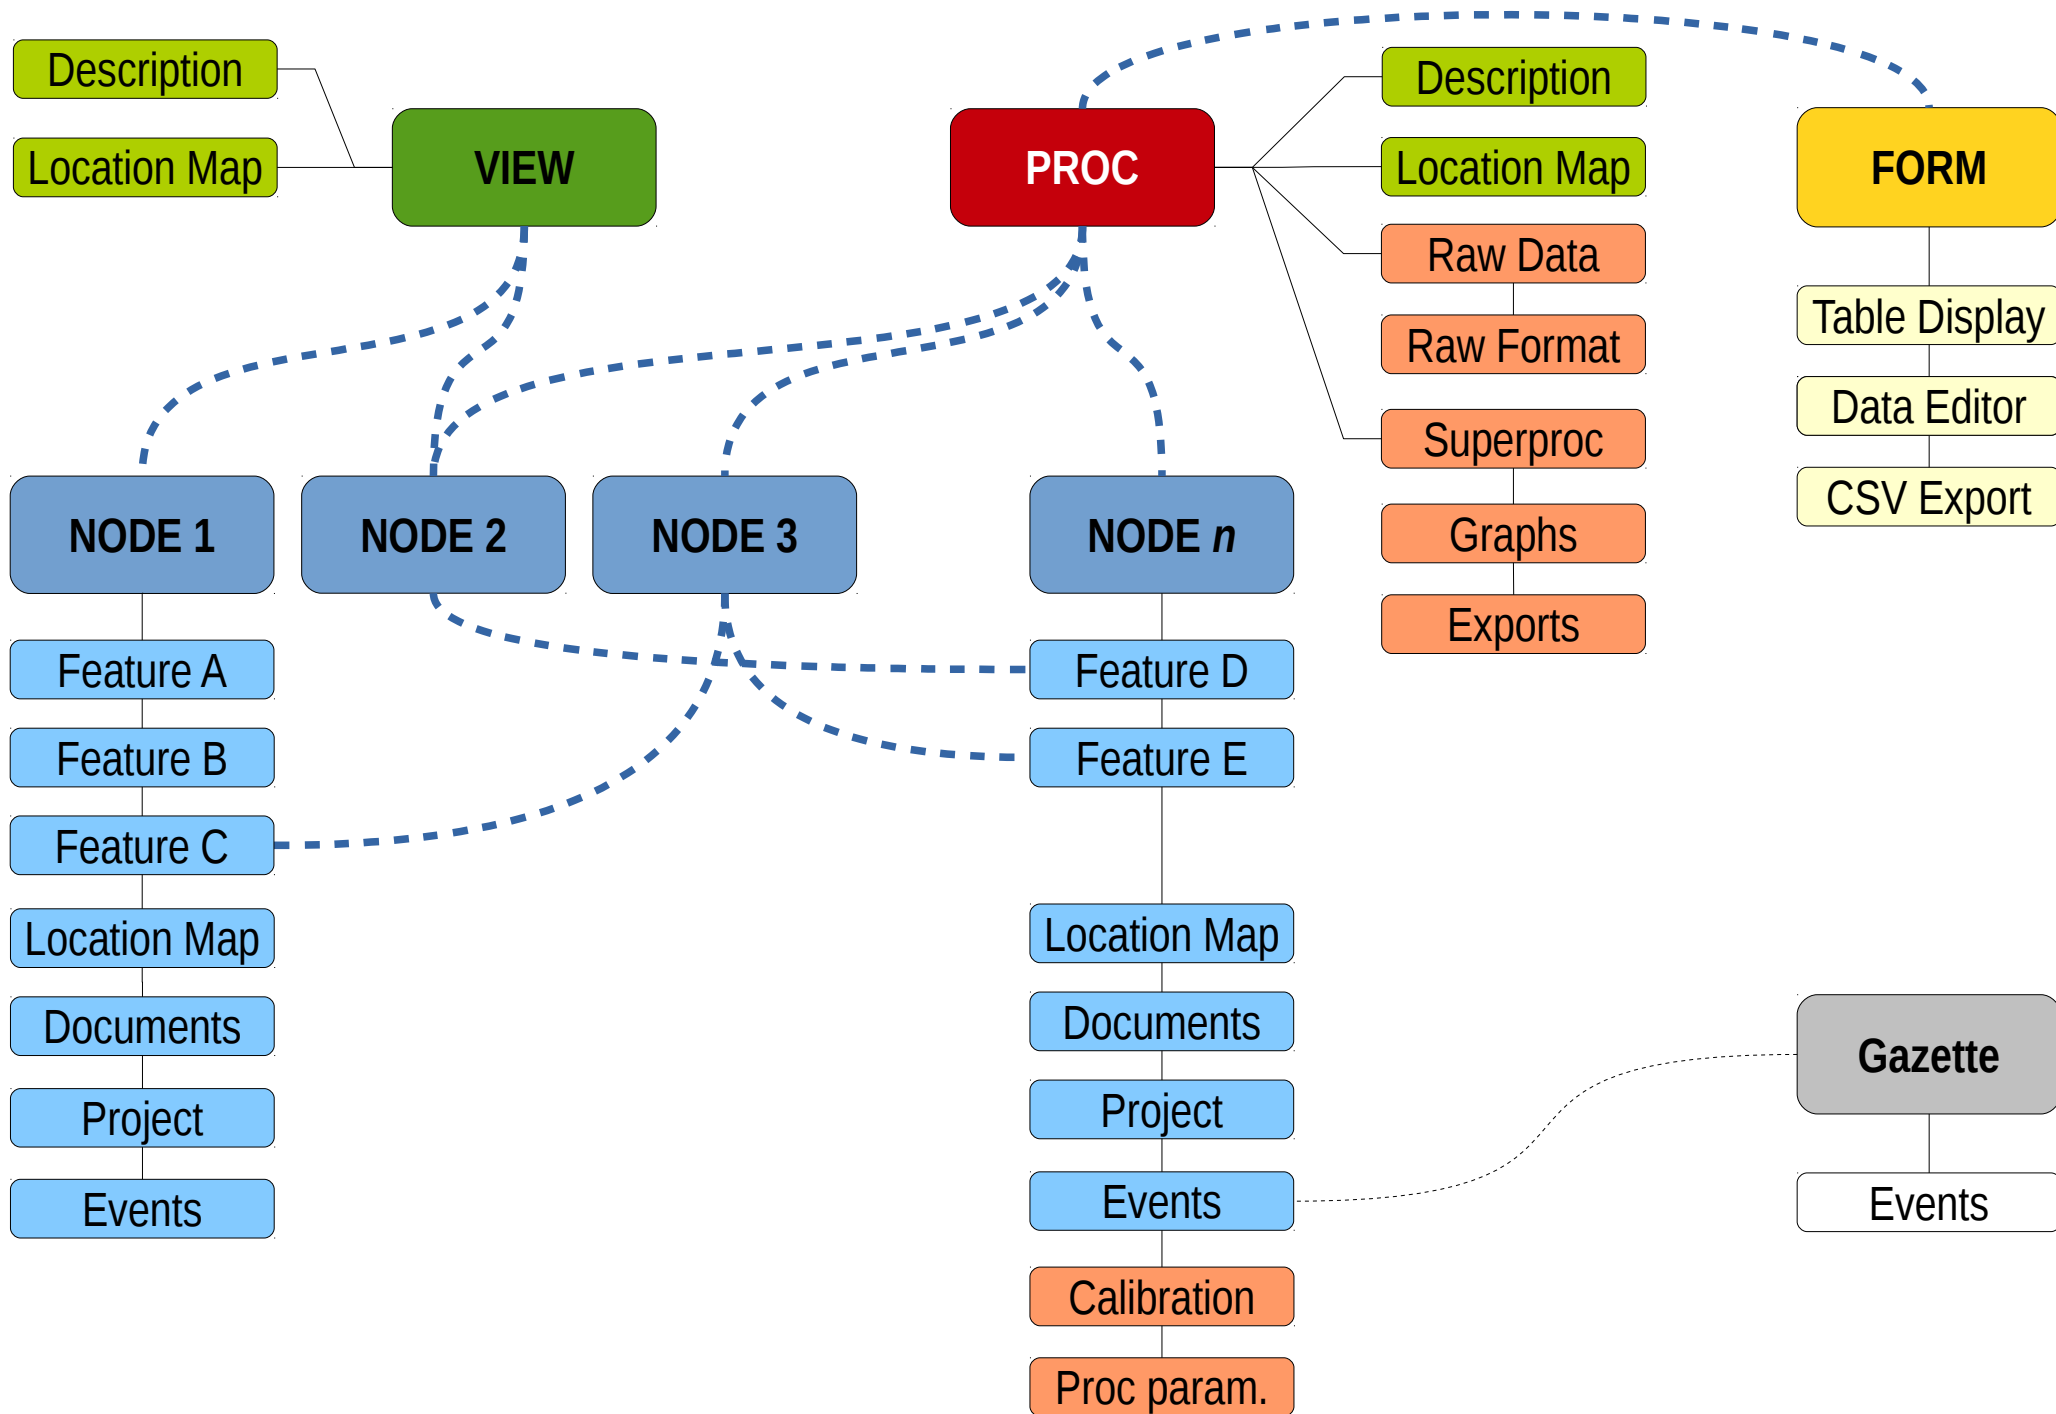 Description
Location Map
VIEW
PROC
Description
Location Map
Raw Data
Raw Format
Superproc
Graphs
Exports
FORM
Table Display
Data Editor
CSV Export
NODE 1
Feature A
Feature B
Feature C
Location Map
Documents
Project
Events
NODE 2
NODE 3
NODE n
Feature D
Feature E
Location Map
Documents
Project
Events
Calibration
Proc param.
Gazette
Events